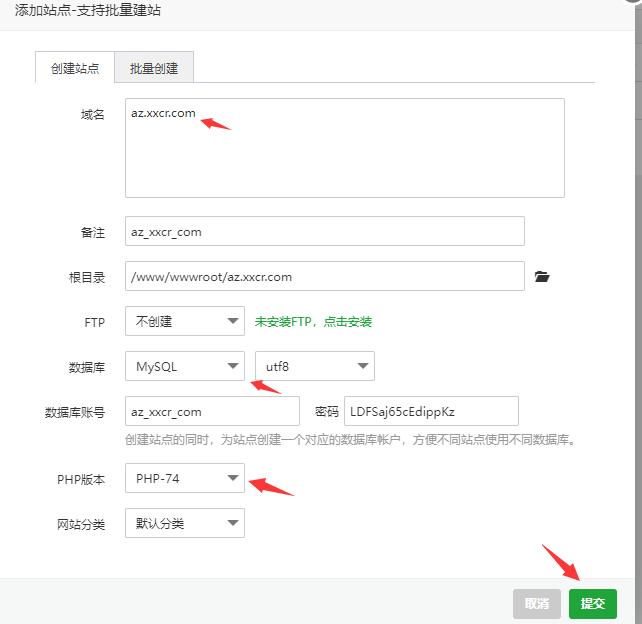 添加站点-支持批量建站
创建站点 批量创建
域名 az.xxcr.com
备注 az_xxcr_com
根目录 /www/wwwroot/az.xxcr.com
FTP 不创建 未安装FTP，点击安装
数据库 MySQL utf8
数据库账号 az_xxcr_com 密码 LDFSaj65cEdippKz
创建站点的同时，为站点创建一个对应的数据库帐户，方便不同站点使用不同数据库。
PHP版本 PHP-74
网站分类 默认分类
取消 提交